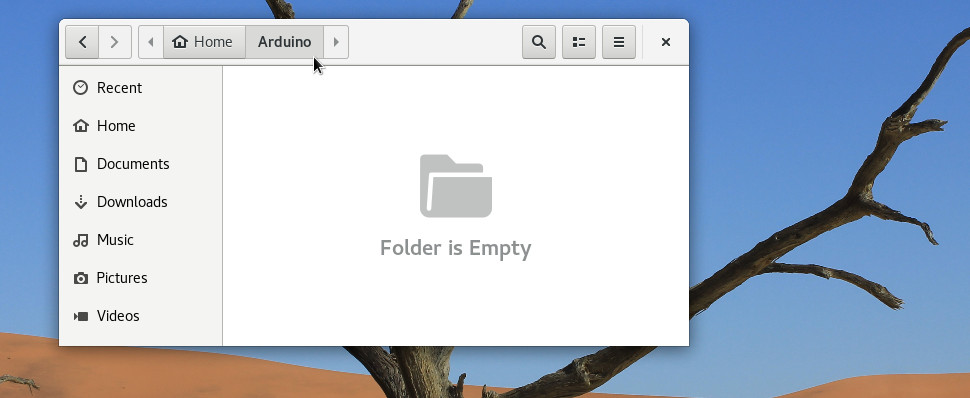 Home Arduino
Recent
Home
Documents
Downloads
Music
Pictures
Videos
Folder is Empty